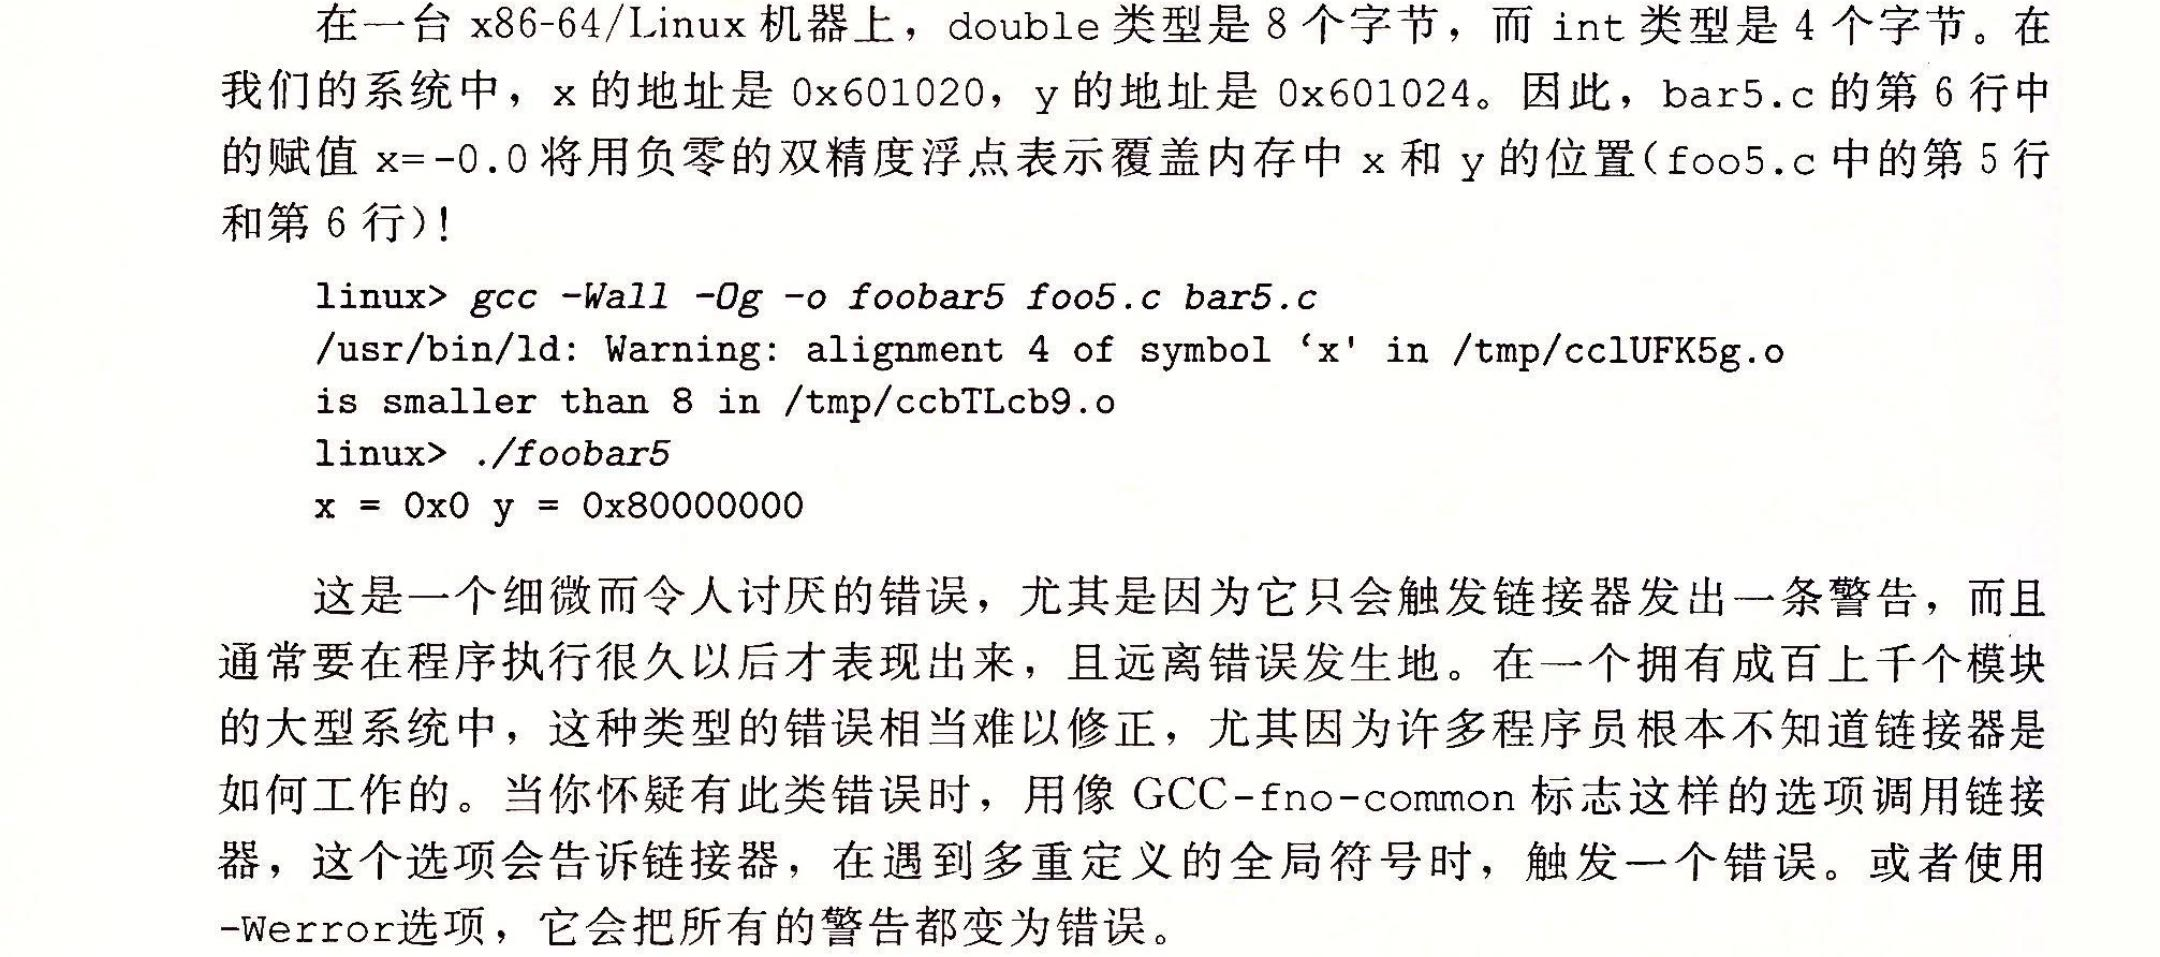 在一台 x86-64/Linux 机器上，double 类型是 8 个字节，而 int 类型是 4 个字节。在
我们的系统中，x 的地址是 0x601020，y 的地址是 0x601024。因此，bar5.c 的第 6 行中
的赋值 x=-0.0 将用负零的双精度浮点表示覆盖内存中 x 和 y 的位置(foo5.c 中的第 5 行
和第 6 行)!
linux> gcc -Wall -Og -o foobar5 foo5.c bar5.c
/usr/bin/ld: Warning: alignment 4 of symbol ‘x' in /tmp/cclUFK5g.o
is smaller than 8 in /tmp/ccbTLcb9.o
linux> ./foobar5
x = 0x0 y = 0x80000000
这是一个细微而令人讨厌的错误，尤其是因为它只会触发链接器发出一条警告，而且
通常要在程序执行很久以后才表现出来，且远离错误发生地。在一个拥有成百上千个模块
的大型系统中，这种类型的错误相当难以修正，尤其因为许多程序员根本不知道链接器是
如何工作的。当你怀疑有此类错误时，用像 GCC-fno-common 标志这样的选项调用链接
器，这个选项会告诉链接器，在遇到多重定义的全局符号时，触发一个错误。或者使用
-Werror选项，它会把所有的警告都变为错误。